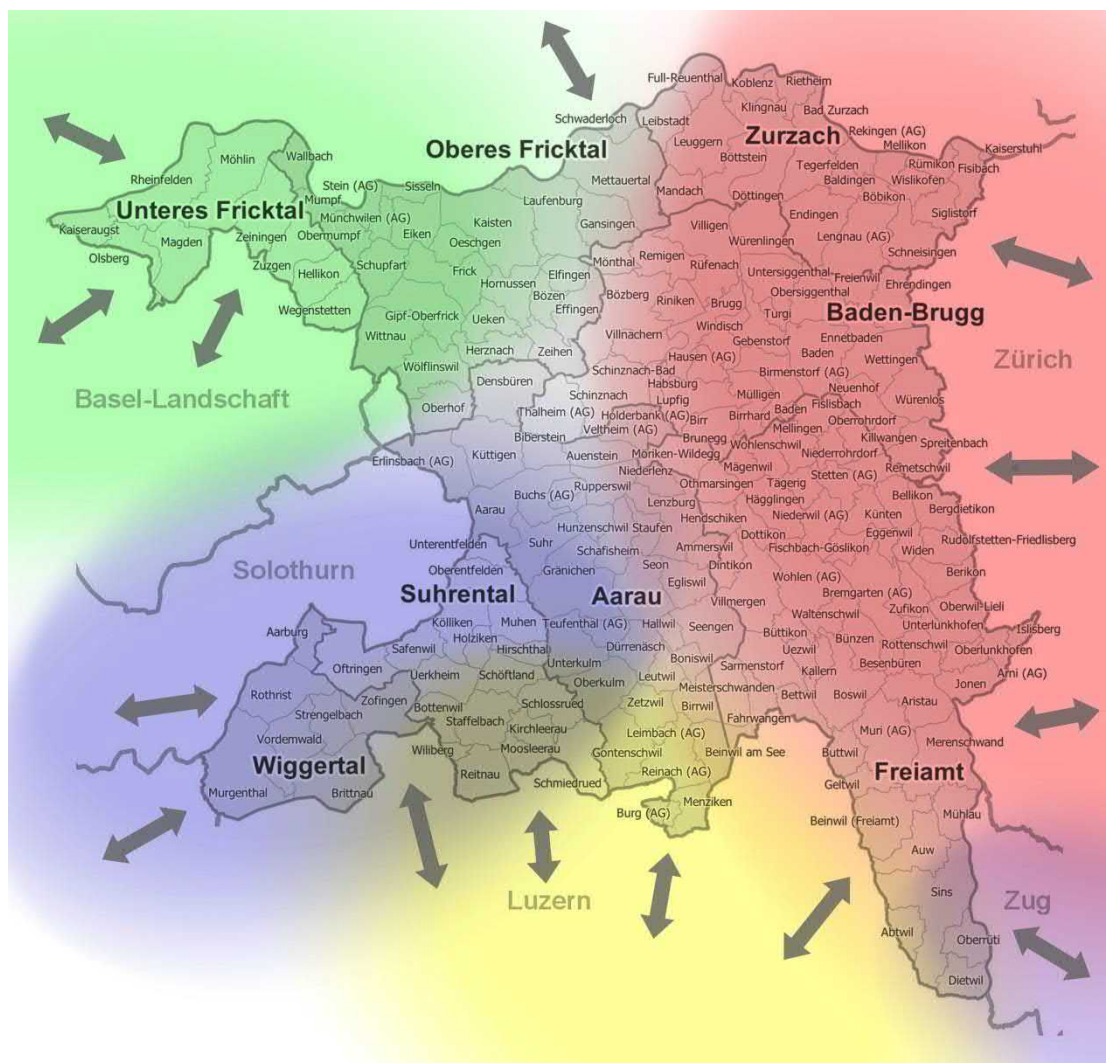 Full-Reuenthal
Koblenz
Rietheim
Klingnau
Bad Zurzach
Schwaderloch
Leibstadt
Zurzach
Rekingen (AG)
Mellikon
Kaiserstuhl
Oberes Fricktal
Leuggern
Böttstein
Wallbach
Möhlin
Rheinfelden
Mettauertal
Tegerfelden
Rümikon
Fisibach
Baldingen
Wislikofen
Stein (AG)
Sisseln
Mandach
Döttingen
Böbikon
Mumpf
Laufenburg
Siglistorf
Unteres Fricktal
Münchwilen (AG)
Kaisten
Gansingen
Villigen
Endingen
Kaiseraugst
Zeiningen
Obermumpf
Eiken
Oeschgen
Würenlingen
Lengnau (AG)
Magden
Schneisingen
Olsberg
Zuzgen
Schupfart
Mönthal
Remigen
Rüfenach
Hellikon
Frick
Elfingen
Untersiggenthal
Freienwil
Hornussen
Ehrendingen
Obersiggenthal
Bözen
Bözberg
Riniken
Brugg
Wegenstetten
Effingen
Gipf-Oberfrick
Ueken
Turgi
Baden-Brugg
Wittnau
Villnachern
Windisch
Gebenstorf
Ennetbaden
Herznach
Zeihen
Hausen (AG)
Baden
Wettingen
Zürich
Wölflinswil
Schinznach-Bad
Birmenstorf (AG)
Densbüren
Habsburg
Neuenhof
Basel-Landschaft
Schinznach
Lupfig
Mülligen
Würenlos
Oberhof
Thalheim (AG)
Holderbank (AG)
Birr
Birrhard
Baden
Fislisbach
Veltheim (AG)
Mellingen
Oberrohrdorf
Biberstein
Brunegg
Wohlenschwil
Killwangen
Spreitenbach
Küttigen
Auenstein
Möriken-Wildegg
Niederrohrdorf
Erlinsbach (AG)
Niederlenz
Mägenwil
Remetschwil
Othmarsingen
Tägerig
Stetten (AG)
Buchs (AG)
Rupperswil
Hägglingen
Bellikon
Aarau
Lenzburg
Bergdietikon
Hendschiken
Niederwil (AG)
Künten
Hunzenschwil
Staufen
Dottikon
Eggenwil
Rudolfstetten-Friedlisberg
Unterentfelden
Suhr
Schafisheim
Ammerswil
Fischbach-Göslikon
Widen
Solothurn
Oberentfelden
Gränichen
Seon
Dintikon
Berikon
Egliswil
Wohlen (AG)
Suhrental
Aarau
Bremgarten (AG)
Villmergen
Zufikon
Oberwil-Lieli
Waltenschwil
Kölliken
Muhen
Teufenthal (AG)
Hallwil
Seengen
Unterlunkhofen
Islisberg
Aarburg
Holziken
Büttikon
Bünzen
Rottenschwil
Safenwil
Hirschthal
Dürrenäsch
Uezwil
Oberlunkhofen
Oftringen
Unterkulm
Boniswil
Sarmenstorf
Besenbüren
Uerkheim
Schöftland
Kallern
Arni (AG)
Oberkulm
Leutwil
Jonen
Rothrist
Zofingen
Meisterschwanden
Bettwil
Boswil
Aristau
Bottenwil
Schlossrued
Zetzwil
Birrwil
Strengelbach
Staffelbach
Fahrwangen
Kirchleerau
Leimbach (AG)
Muri (AG)
Vordemwald
Merenschwand
Wiliberg
Moosleerau
Gontenschwil
Beinwil am See
Buttwil
Wiggertal
Reitnau
Reinach (AG)
Freiamt
Schmiedrued
Geltwil
Murgenthal
Brittnau
Menziken
Burg (AG)
Beinwil (Freiamt)
Mühlau
Auw
Luzern
Sins
Zug
Abtwil
Oberrüti
Dietwil